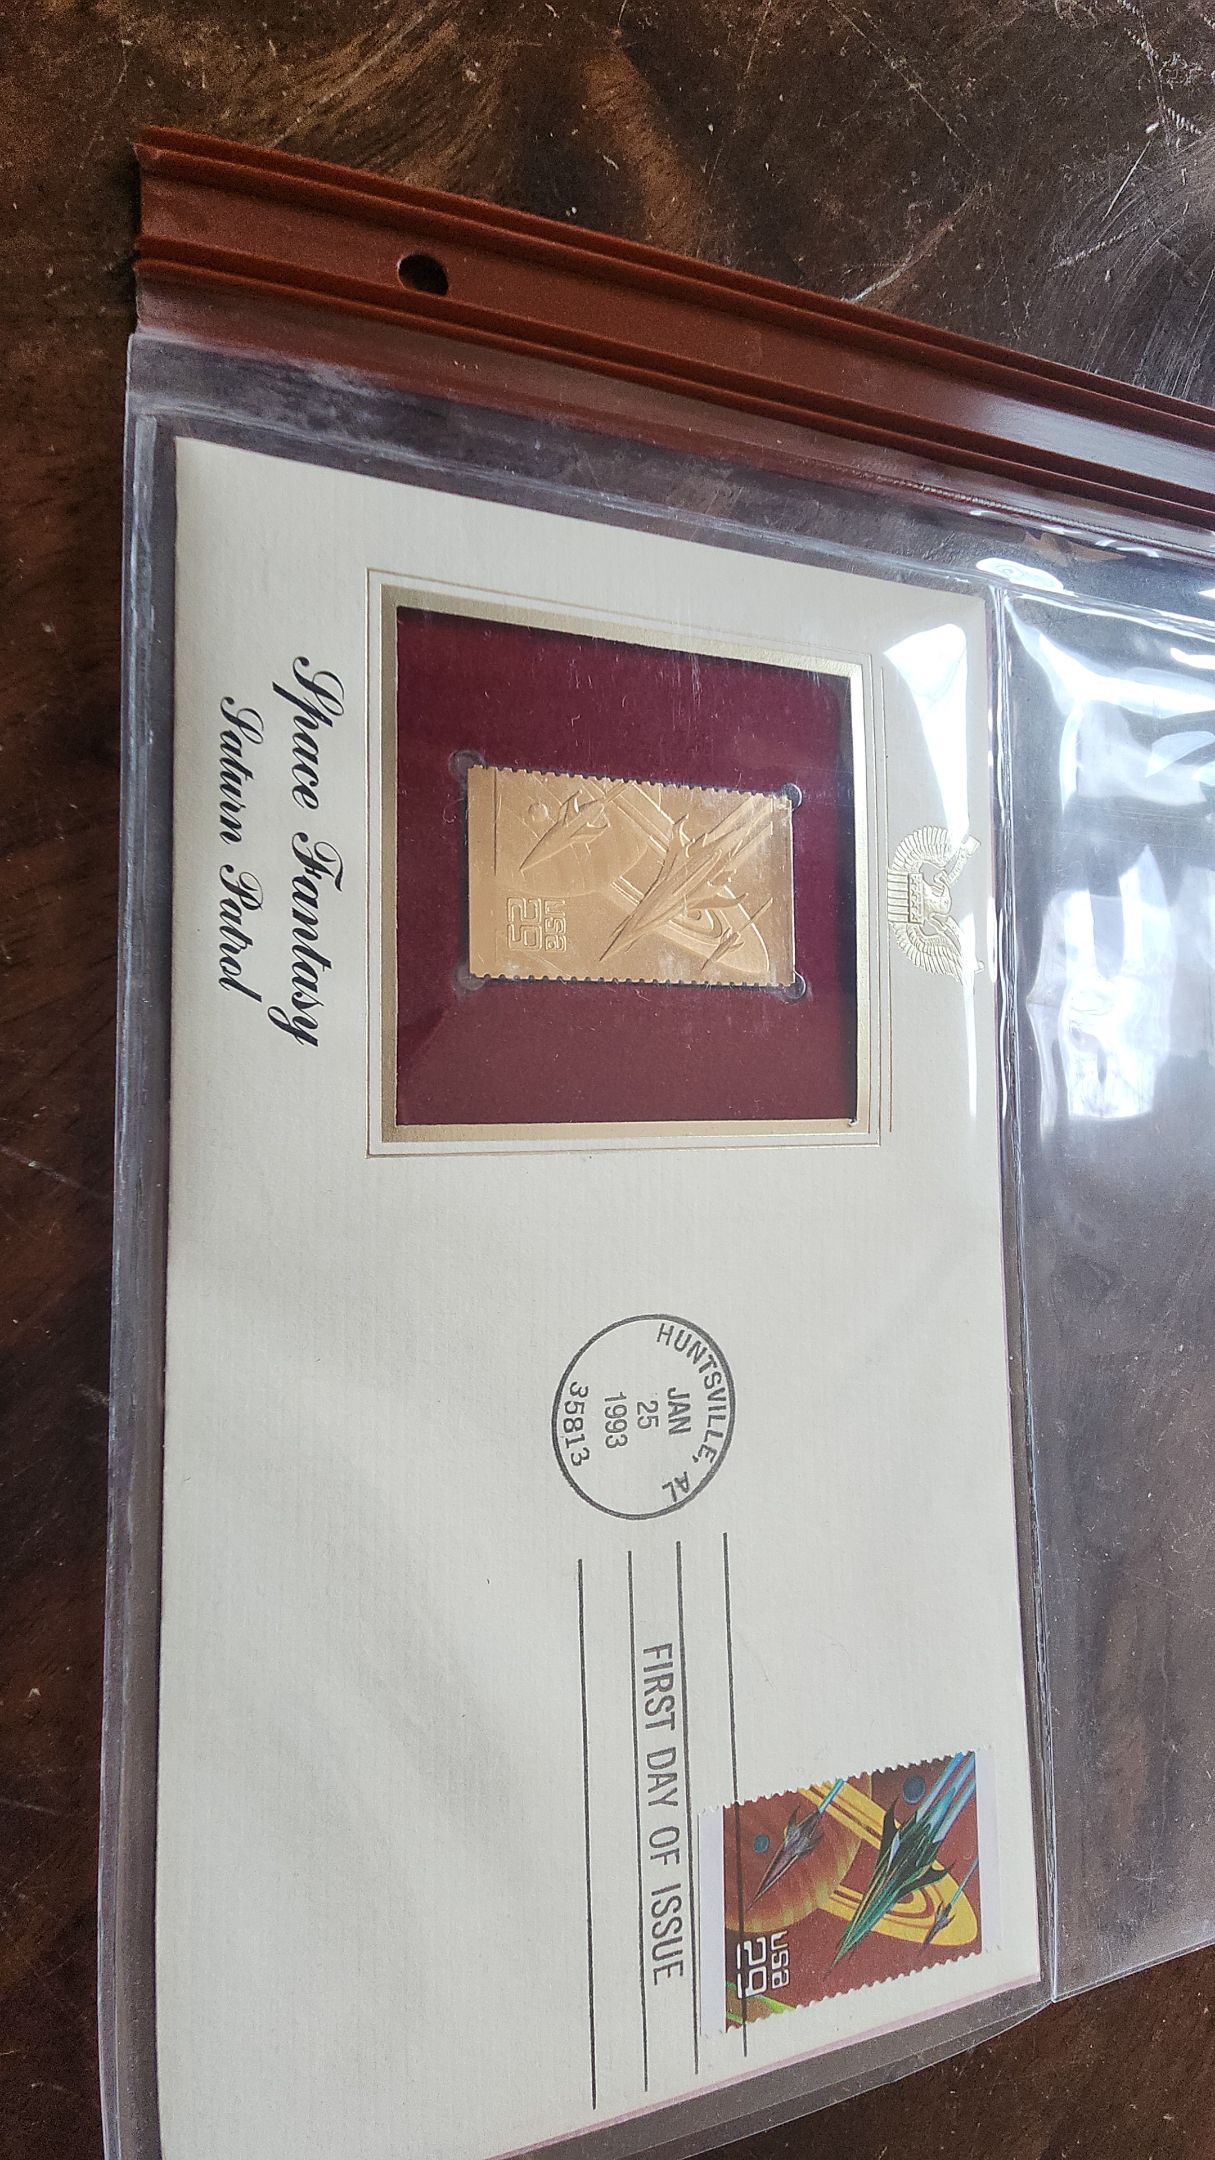 Space Fantasy
Saturn Patrol
USA
29
HUNTSVILLE, AL
JAN
25
1993
35813
FIRST DAY OF ISSUE
USA
29